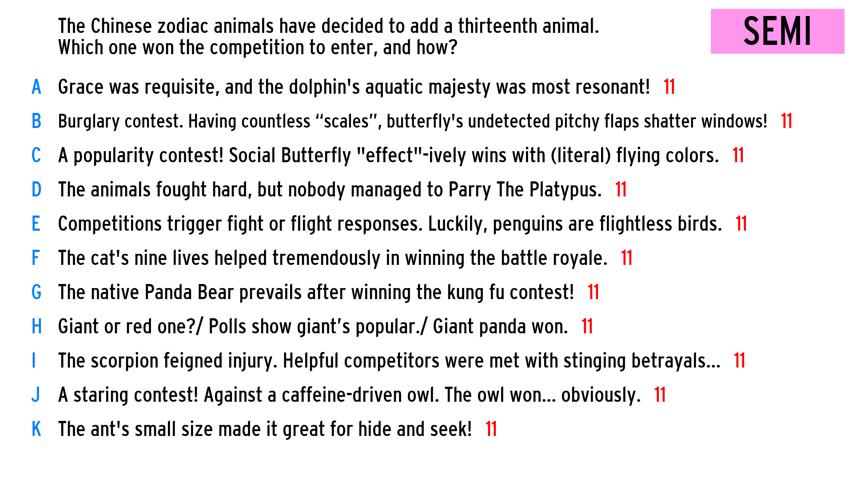 The Chinese zodiac animals have decided to add a thirteenth animal.
Which one won the competition to enter, and how?
SEMI
A Grace was requisite, and the dolphin's aquatic majesty was most resonant! 11
B Burglary contest. Having countless “scales”, butterfly's undetected pitchy flaps shatter windows! 11
C A popularity contest! Social Butterfly "effect"-ively wins with (literal) flying colors. 11
D The animals fought hard, but nobody managed to Parry The Platypus. 11
E Competitions trigger fight or flight responses. Luckily, penguins are flightless birds. 11
F The cat's nine lives helped tremendously in winning the battle royale. 11
G The native Panda Bear prevails after winning the kung fu contest! 11
H Giant or red one?/ Polls show giant’s popular./ Giant panda won. 11
I The scorpion feigned injury. Helpful competitors were met with stinging betrayals... 11
J A staring contest! Against a caffeine-driven owl. The owl won... obviously. 11
K The ant's small size made it great for hide and seek! 11